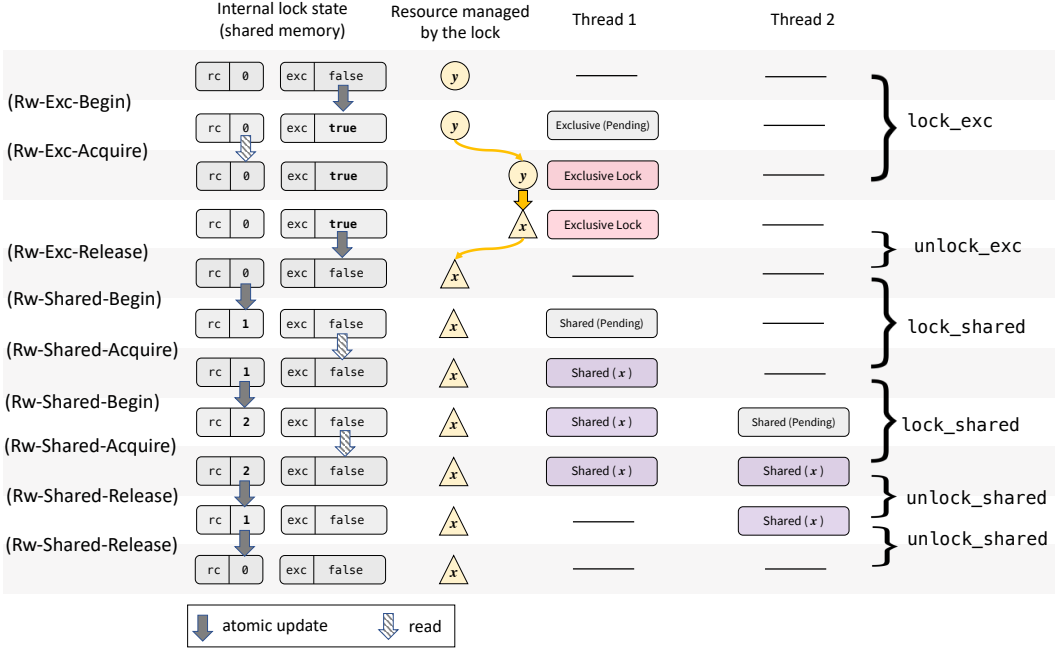 Internal lock state
(shared memory)
Resource managed
by the lock
Thread 1
Thread 2
rc 0 exc false y
(Rw-Exc-Begin)
lock_exc
rc 0 exc true y Exclusive (Pending)
(Rw-Exc-Acquire)
rc 0 exc true y Exclusive Lock
rc 0 exc true x Exclusive Lock
(Rw-Exc-Release)
unlock_exc
rc 0 exc false x
(Rw-Shared-Begin)
rc 1 exc false x Shared (Pending)
lock_shared
(Rw-Shared-Acquire)
rc 1 exc false x Shared ( x )
(Rw-Shared-Begin)
rc 2 exc false x Shared ( x ) Shared (Pending)
lock_shared
(Rw-Shared-Acquire)
rc 2 exc false x Shared ( x ) Shared ( x )
(Rw-Shared-Release)
unlock_shared
rc 1 exc false x Shared ( x )
(Rw-Shared-Release)
unlock_shared
rc 0 exc false x
atomic update
read